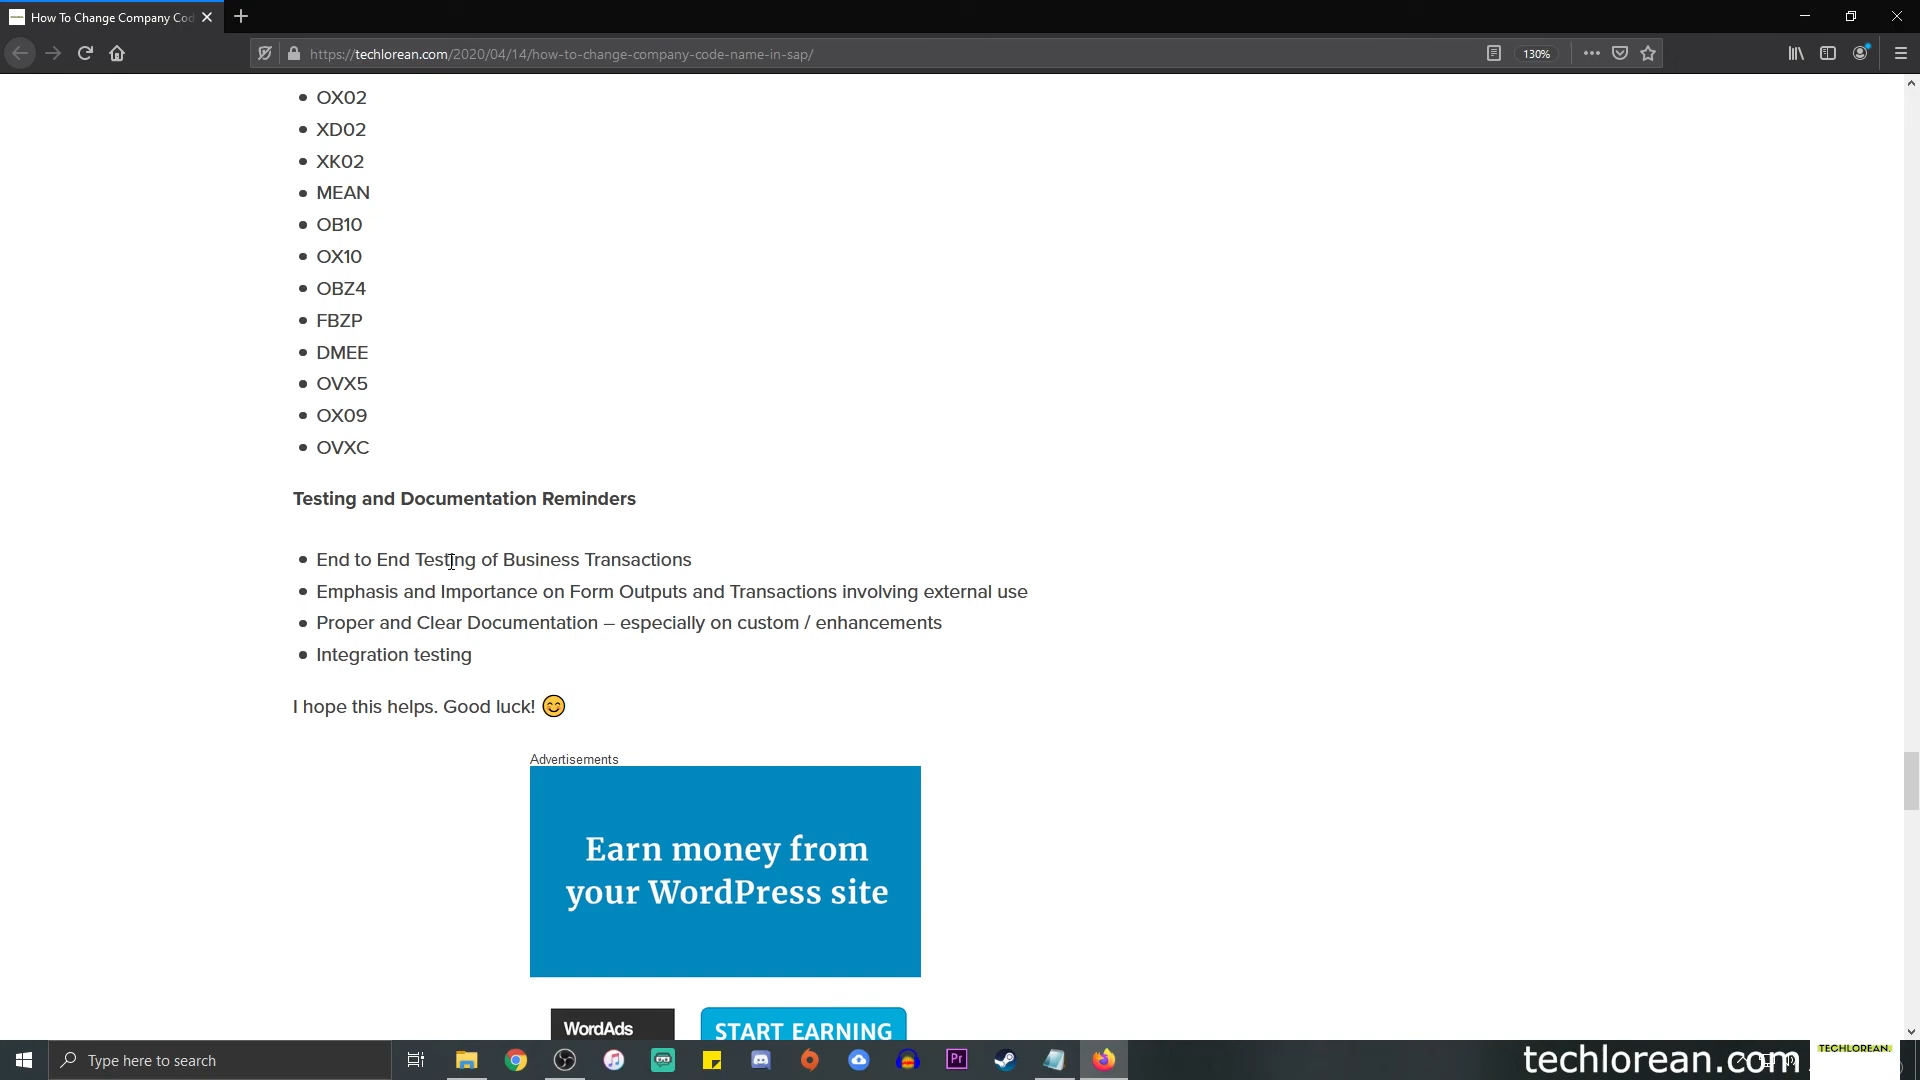 How To Change Company Cod
https://techlorean.com/2020/04/14/how-to-change-company-code-name-in-sap/
130%
OX02
XD02
XK02
MEAN
OB10
OX10
OBZ4
FBZP
DMEE
OVX5
OX09
OVXC
Testing and Documentation Reminders
End to End Testing of Business Transactions
Emphasis and Importance on Form Outputs and Transactions involving external use
Proper and Clear Documentation – especially on custom / enhancements
Integration testing
I hope this helps. Good luck! 😊
Advertisements
Earn money from
your WordPress site
WordAds
START EARNING
Type here to search
Pr
techlorean.com
TECHLOREAN.